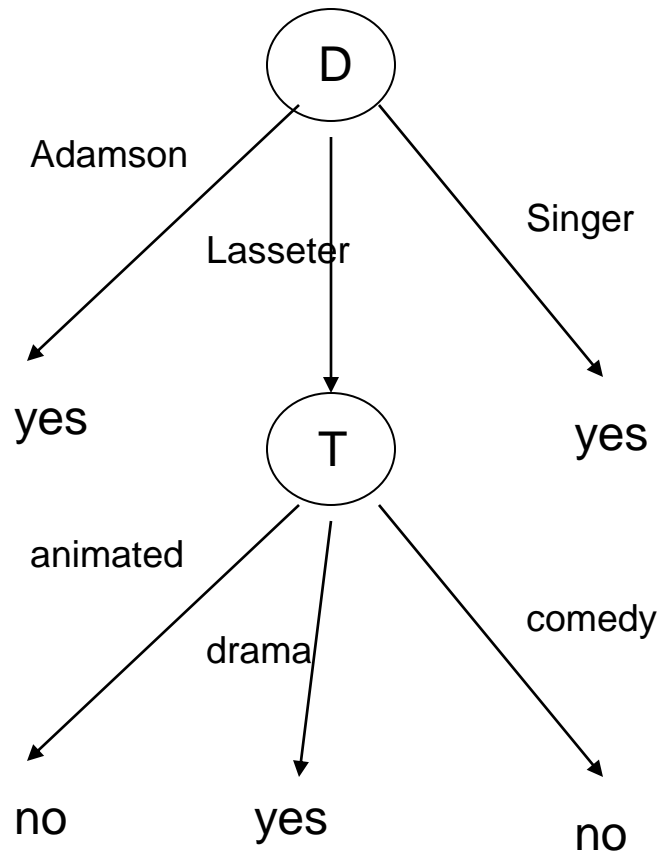 D
Adamson
Singer
Lasseter
yes
yes
T
animated
comedy
drama
no
yes
no